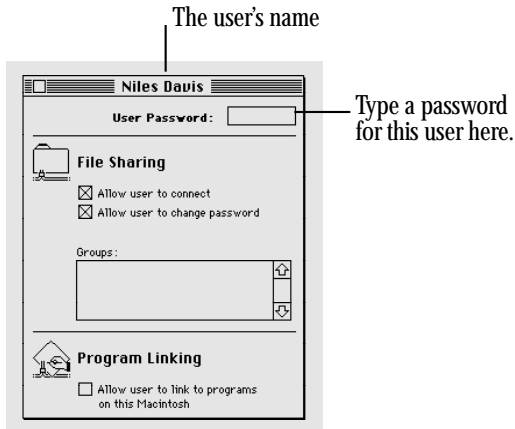 The user's name
Niles Davis
User Password:
Type a password
for this user here.
File Sharing
Allow user to connect
Allow user to change password
Groups:
Program Linking
Allow user to link to programs
on this Macintosh